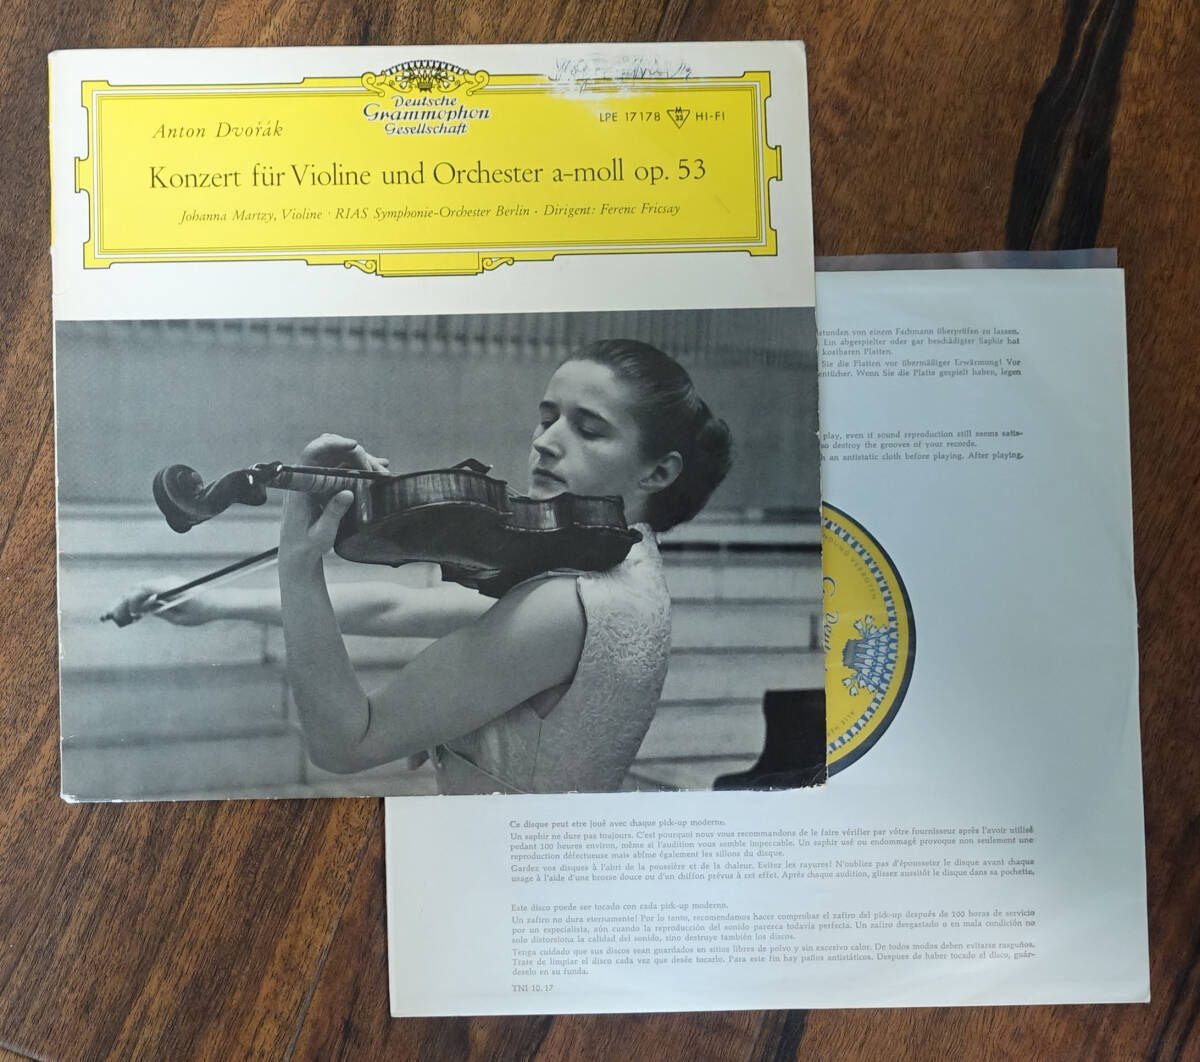 Deutsche
Grammophon
Gesellschaft
LPE 17178 M 33 HI-FI
Anton Dvořák
Konzert für Violine und Orchester a-moll op. 53
Johanna Martzy, Violine · RIAS Symphonie-Orchester Berlin · Dirigent: Ferenc Fricsay
stunden von einem Fachmann überprüfen zu lassen.
Ein abgespielter oder gar beschädigter Saphir hat
kostbaren Platten.
Sie die Platten vor übermäßiger Erwärmung! Vor
Wenn Sie die Platte gespielt haben, legen
play, even if sound reproduction still seems satis-
destroy the grooves of your records.
an antistatic cloth before playing. After playing,
VERBOTEN
Ce disque peut etre joué avec chaque pick-up moderne.
Un saphir ne dure pas toujours. C'est pourquoi nous vous recommandons de le faire vérifier par vôtre fournisseur après l'avoir utilisé
pedant 100 heures environ, même si l'audition vous semble impeccable. Un saphir usé ou endommagé provoque non seulement une
reproduction défectueuse mais abîme également les sillons du disque.
Gardez vos disques à l'abri de la poussière et de la chaleur. Evitez les rayures! N'oubliez pas d'épousseter le disque avant chaque
usage à l'aide d'une brosse douce ou d'un chiffon prévus à cet effet. Après chaque audition, glissez aussitôt le disque dans sa pochette.
Este disco puede ser tocado con cada pick-up moderno.
Un zafiro no dura eternamente! Por lo tanto, recomendamos hacer comprobar el zafiro del pick-up después de 100 horas de servicio
por un especialista, aún cuando la reproducción del sonido parezca todavía perfecta. Un zafiro desgastado o en mala condición no
solo distorsiona la calidad del sonido, sino destruye también los discos.
Tenga cuidado que sus discos sean guardados en sitios libres de polvo y sin excesivo calor. De todos modos deben evitarse rasguños.
Trate de limpiar el disco cada vez que desée tocarlo. Para este fin hay paños antistáticos. Despues de haber tocado el disco, guár-
deselo en su funda.
TNI 10. 17